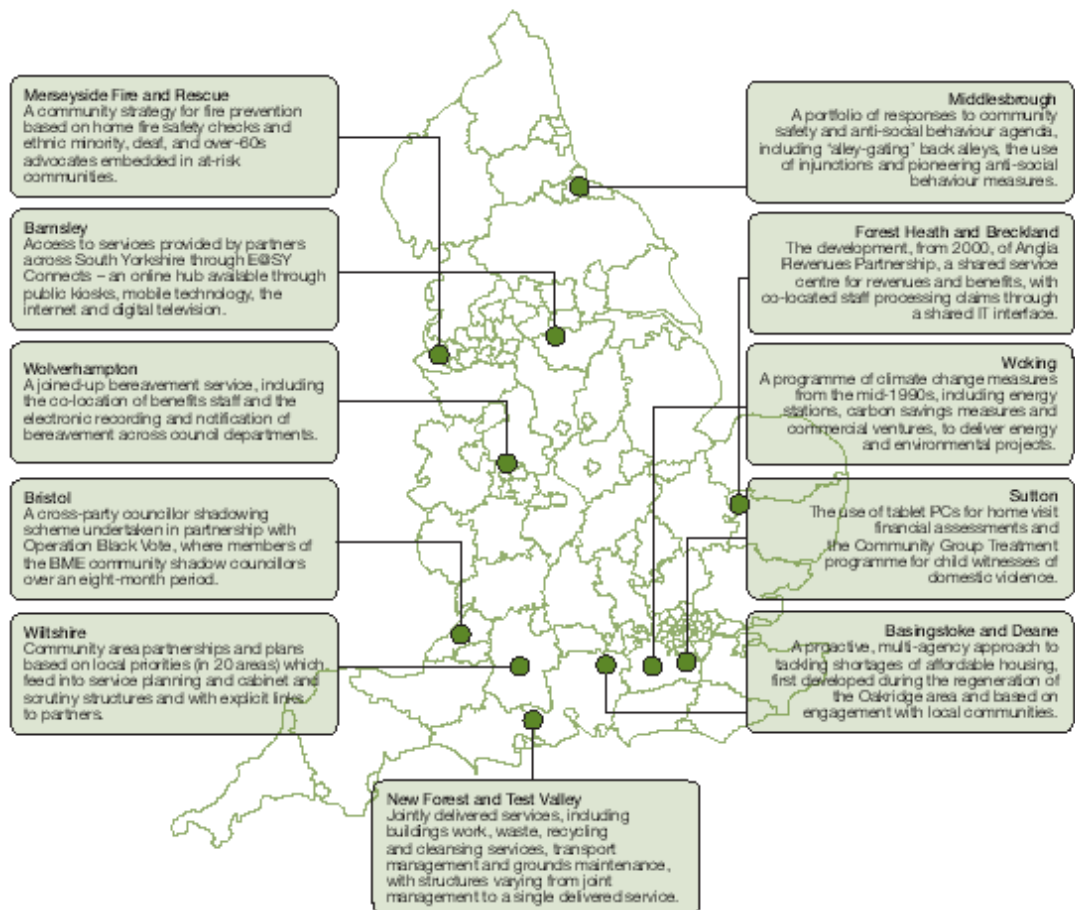 Merseyside Fire and Rescue
A community strategy for fire prevention
based on home fire safety checks and
ethnic minority, deaf, and over-60s
advocates embedded in at-risk
communities.
Barnsley
Access to services provided by partners
across South Yorkshire through E@SY
Connects – an online hub available through
public kiosks, mobile technology, the
internet and digital television.
Wolverhampton
A joined-up bereavement service, including
the co-location of benefits staff and the
electronic recording and notification of
bereavement across council departments.
Bristol
A cross-party councillor shadowing
scheme undertaken in partnership with
Operation Black Vote, where members of
the BME community shadow councillors
over an eight-month period.
Wiltshire
Community area partnerships and plans
based on local priorities (in 20 areas) which
feed into service planning and cabinet and
scrutiny structures and with explicit links
to partners.
New Forest and Test Valley
Jointly delivered services, including
buildings work, waste, recycling
and cleansing services, transport
management and grounds maintenance,
with structures varying from joint
management to a single delivered service.
Middlesbrough
A portfolio of responses to community
safety and anti-social behaviour agenda,
including 'alley-gating' back alleys, the use
of injunctions and pioneering anti-social
behaviour measures.
Forest Heath and Breckland
The development, from 2000, of Anglia
Revenues Partnership, a shared service
centre for revenues and benefits, with
co-located staff processing claims through
a shared IT interface.
Woking
A programme of climate change measures
from the mid-1990s, including energy
stations, carbon savings measures and
commercial ventures, to deliver energy
and environmental projects.
Sutton
The use of tablet PCs for home visit
financial assessments and
the Community Group Treatment
programme for child witnesses of
domestic violence.
Basingstoke and Deane
A proactive, multi-agency approach to
tackling shortages of affordable housing,
first developed during the regeneration of
the Oakridge area and based on
engagement with local communities.